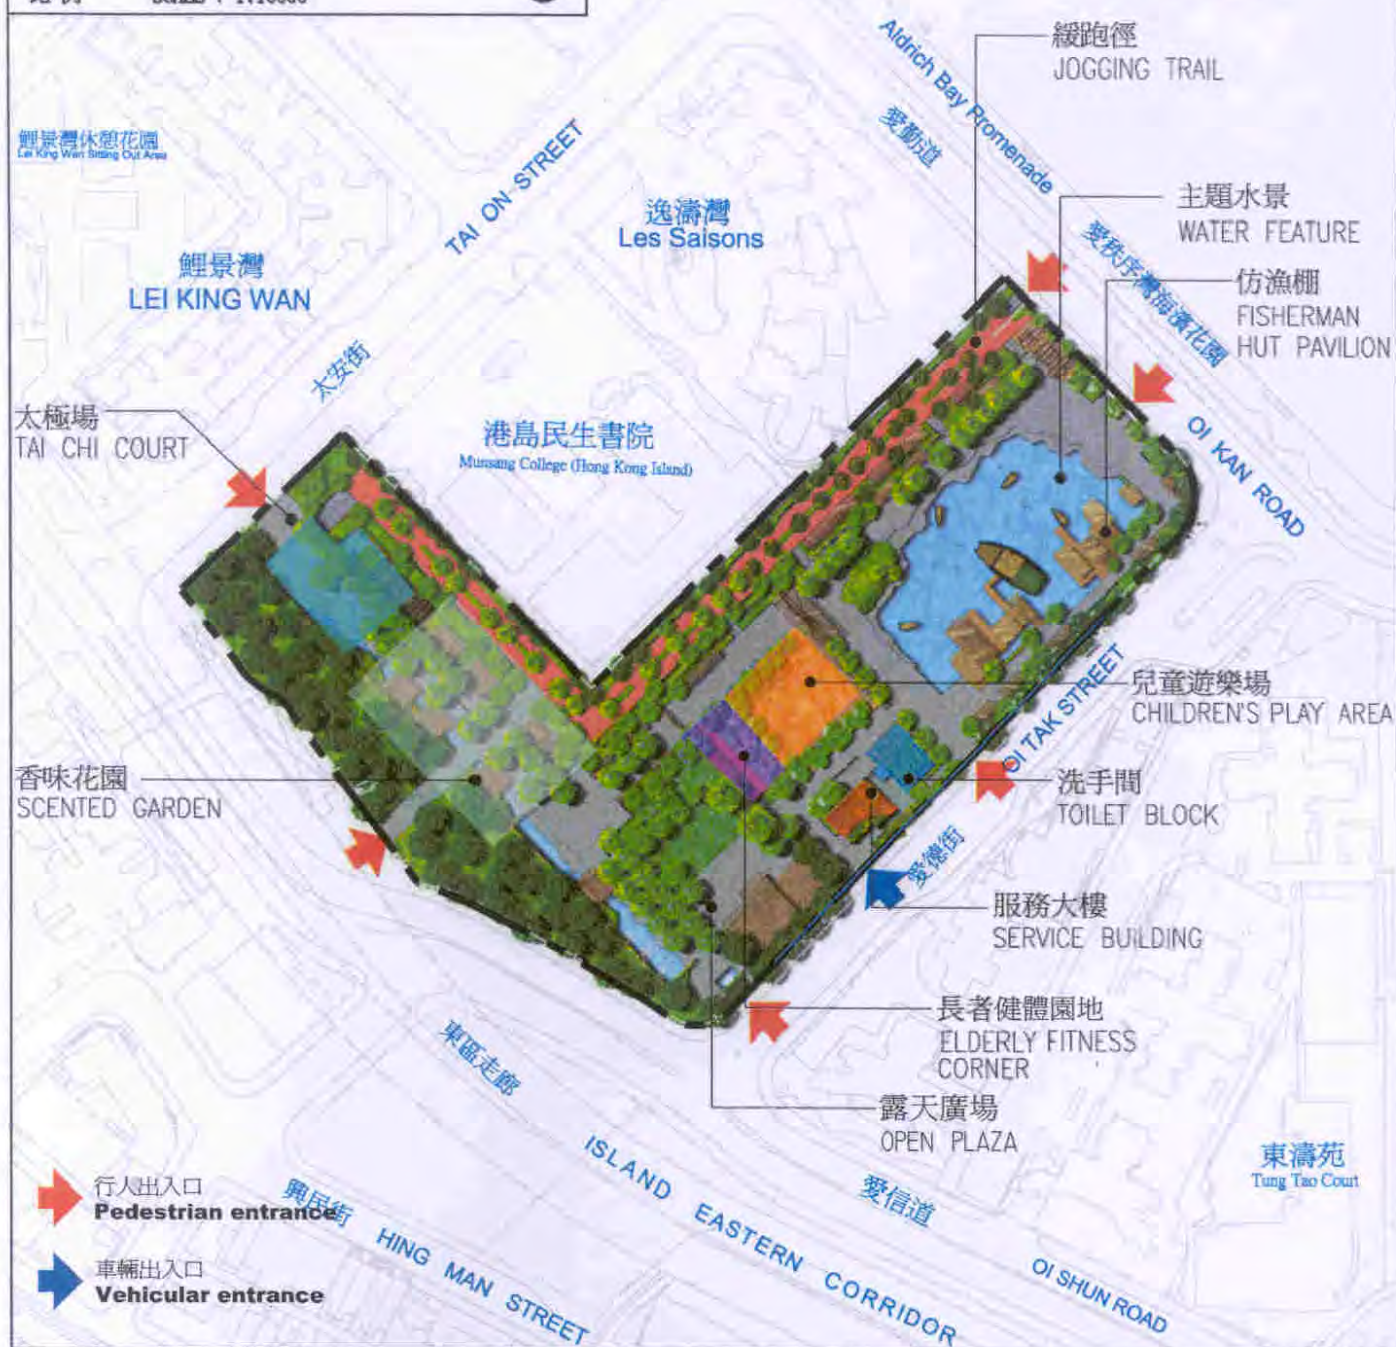 緩跑徑
JOGGING TRAIL
Aldrich Bay Promenade
愛勤道
鯉景灣休憩花園
Lei King Wan Sitting Out Area
TAI ON STREET
逸濤灣
Les Saisons
主題水景
WATER FEATURE
愛秩序灣海濱花園
鯉景灣
LEI KING WAN
仿漁棚
FISHERMAN
HUT PAVILION
太安街
太極場
TAI CHI COURT
港島民生書院
Munsang College (Hong Kong Island)
OI KAN ROAD
兒童遊樂場
CHILDREN'S PLAY AREA
OI TAK STREET
香味花園
SCENTED GARDEN
洗手間
TOILET BLOCK
愛德街
服務大樓
SERVICE BUILDING
長者健體園地
ELDERLY FITNESS
CORNER
東區走廊
露天廣場
OPEN PLAZA
ISLAND EASTERN CORRIDOR
愛信道
東濤苑
Tung Tao Court
行人出入口
Pedestrian entrance
興民街
HING MAN STREET
OI SHUN ROAD
車輛出入口
Vehicular entrance